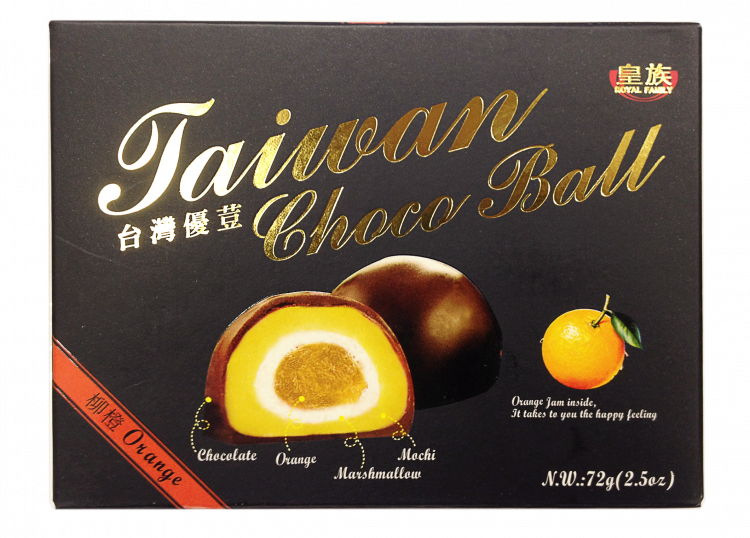 皇族
ROYAL FAMILY
Taiwan
台灣優荳
Choco Ball
Orange Jam inside,
It takes to you the happy feeling
Chocolate
Orange
Marshmallow
Mochi
柳橙 Orange
N.W.:72g(2.5oz)